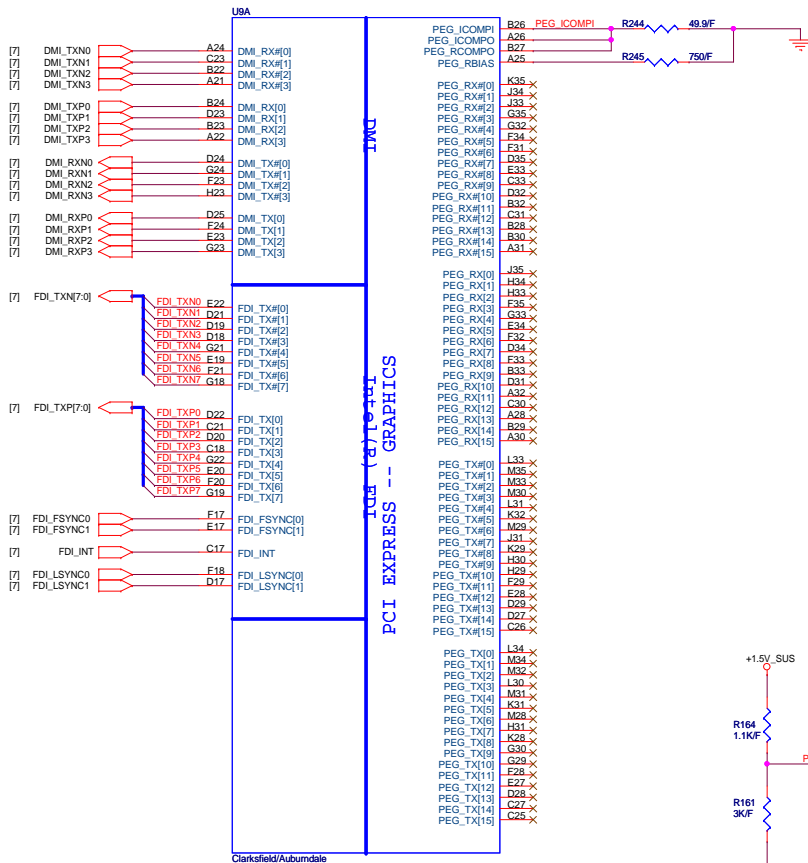 U9A
[7] DMI_TXN0 A24 DMI_RX#[0]
[7] DMI_TXN1 C23 DMI_RX#[1]
[7] DMI_TXN2 B22 DMI_RX#[2]
[7] DMI_TXN3 A21 DMI_RX#[3]
[7] DMI_TXP0 B24 DMI_RX[0]
[7] DMI_TXP1 D23 DMI_RX[1]
[7] DMI_TXP2 B23 DMI_RX[2]
[7] DMI_TXP3 A22 DMI_RX[3]
[7] DMI_RXN0 D24 DMI_TX#[0]
[7] DMI_RXN1 G24 DMI_TX#[1]
[7] DMI_RXN2 F23 DMI_TX#[2]
[7] DMI_RXN3 H23 DMI_TX#[3]
[7] DMI_RXP0 D25 DMI_TX[0]
[7] DMI_RXP1 F24 DMI_TX[1]
[7] DMI_RXP2 E23 DMI_TX[2]
[7] DMI_RXP3 G23 DMI_TX[3]
[7] FDI_TXN[7:0]
FDI_TXN0 E22 FDI_TX#[0]
FDI_TXN1 D21 FDI_TX#[1]
FDI_TXN2 D19 FDI_TX#[2]
FDI_TXN3 D18 FDI_TX#[3]
FDI_TXN4 G21 FDI_TX#[4]
FDI_TXN5 E19 FDI_TX#[5]
FDI_TXN6 F21 FDI_TX#[6]
FDI_TXN7 G18 FDI_TX#[7]
[7] FDI_TXP[7:0]
FDI_TXP0 D22 FDI_TX[0]
FDI_TXP1 C21 FDI_TX[1]
FDI_TXP2 D20 FDI_TX[2]
FDI_TXP3 C18 FDI_TX[3]
FDI_TXP4 G22 FDI_TX[4]
FDI_TXP5 E20 FDI_TX[5]
FDI_TXP6 F20 FDI_TX[6]
FDI_TXP7 G19 FDI_TX[7]
[7] FDI_FSYNC0 F17 FDI_FSYNC[0]
[7] FDI_FSYNC1 E17 FDI_FSYNC[1]
[7] FDI_INT C17 FDI_INT
[7] FDI_LSYNC0 F18 FDI_LSYNC[0]
[7] FDI_LSYNC1 D17 FDI_LSYNC[1]
DMI
Intel(R) FDI
PCI EXPRESS -- GRAPHICS
PEG_ICOMPI B26 PEG_ICOMPI R244 49.9/F
PEG_ICOMPO A26
PEG_RCOMPO B27
PEG_RBIAS A25 R245 750/F
PEG_RX#[0] K35
PEG_RX#[1] J34
PEG_RX#[2] J33
PEG_RX#[3] G35
PEG_RX#[4] G32
PEG_RX#[5] F34
PEG_RX#[6] F31
PEG_RX#[7] D35
PEG_RX#[8] E33
PEG_RX#[9] C33
PEG_RX#[10] D32
PEG_RX#[11] B32
PEG_RX#[12] C31
PEG_RX#[13] B28
PEG_RX#[14] B30
PEG_RX#[15] A31
PEG_RX[0] J35
PEG_RX[1] H34
PEG_RX[2] H33
PEG_RX[3] F35
PEG_RX[4] G33
PEG_RX[5] E34
PEG_RX[6] F32
PEG_RX[7] D34
PEG_RX[8] F33
PEG_RX[9] B33
PEG_RX[10] D31
PEG_RX[11] A32
PEG_RX[12] C30
PEG_RX[13] A28
PEG_RX[14] B29
PEG_RX[15] A30
PEG_TX#[0] L33
PEG_TX#[1] M35
PEG_TX#[2] M33
PEG_TX#[3] M30
PEG_TX#[4] L31
PEG_TX#[5] K32
PEG_TX#[6] M29
PEG_TX#[7] J31
PEG_TX#[8] K29
PEG_TX#[9] H30
PEG_TX#[10] H29
PEG_TX#[11] F29
PEG_TX#[12] E28
PEG_TX#[13] D29
PEG_TX#[14] D27
PEG_TX#[15] C26
PEG_TX[0] L34
PEG_TX[1] M34
PEG_TX[2] M32
PEG_TX[3] L30
PEG_TX[4] M31
PEG_TX[5] K31
PEG_TX[6] M28
PEG_TX[7] H31
PEG_TX[8] K28
PEG_TX[9] G30
PEG_TX[10] G29
PEG_TX[11] F28
PEG_TX[12] E27
PEG_TX[13] D28
PEG_TX[14] C27
PEG_TX[15] C25
Clarksfield/Auburndale
+1.5V_SUS
R164
1.1K/F
P
R161
3K/F